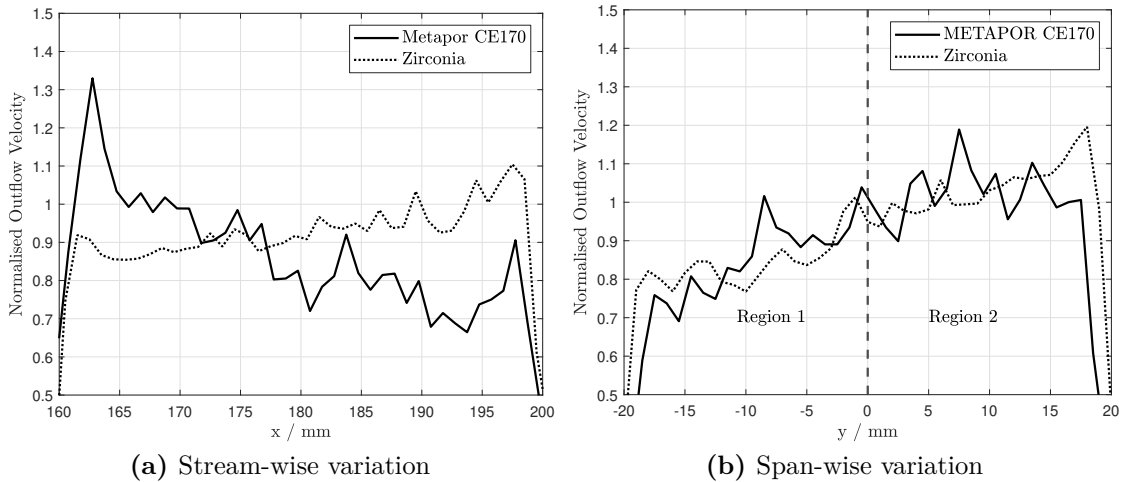 1.5
1.4
1.3
1.2
1.1
1
0.9
0.8
0.7
0.6
0.5
Normalised Outflow Velocity
Metapor CE170
Zirconia
160 165 170 175 180 185 190 195 200
x / mm
(a) Stream-wise variation
1.5
1.4
1.3
1.2
1.1
1
0.9
0.8
0.7
0.6
0.5
Normalised Outflow Velocity
METAPOR CE170
Zirconia
Region 1
Region 2
-20 -15 -10 -5 0 5 10 15 20
y / mm
(b) Span-wise variation